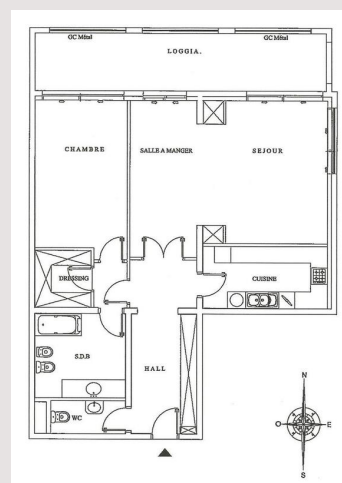 GC Métal
GC Métal
LOGGIA.
CHAMBRE
SALLE A MANGER
SEJOUR
DRESSING
CUISINE
S.D.B
HALL
WC
N
O
E
S